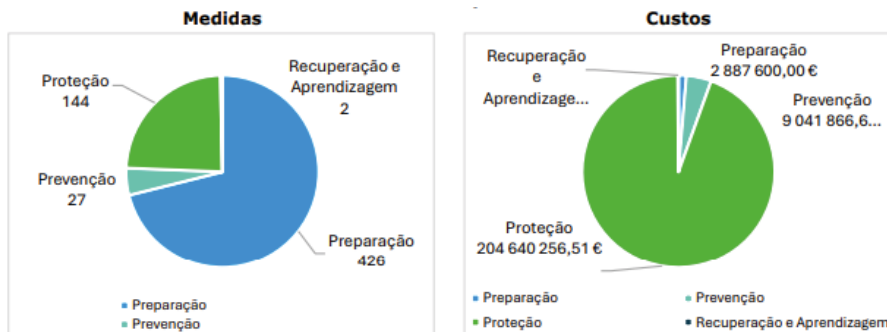 Medidas
Recuperação e
Aprendizagem
2
Proteção
144
Prevenção
27
Preparação
426
Preparação
Prevenção
Custos
Recuperação
e
Aprendizage...
Preparação
2 887 600,00 €
Prevenção
9 041 866,6...
Proteção
204 640 256,51 €
Preparação
Prevenção
Proteção
Recuperação e Aprendizagem